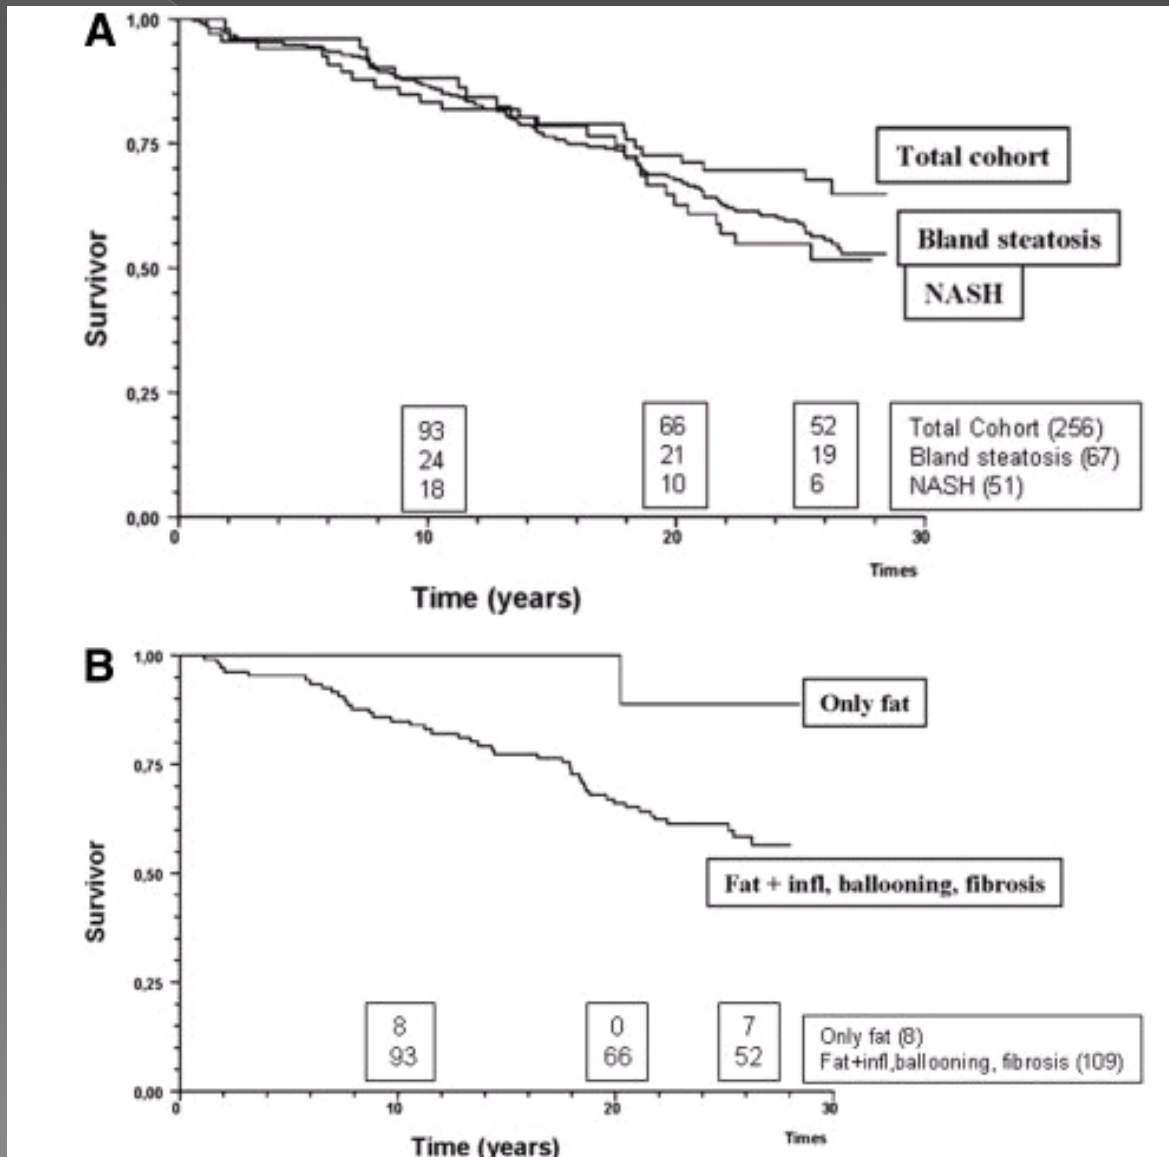 A
1,00
0,75
0,50
0,25
0,00
Survivor
Total cohort
Bland steatosis
NASH
93
24
18
66
21
10
52
19
6
Total Cohort (256)
Bland steatosis (67)
NASH (51)
0
10
20
30
Times
Time (years)
B
1,00
0,75
0,50
0,25
0,00
Survivor
Only fat
Fat + infl, ballooning, fibrosis
8
93
0
66
7
52
Only fat (8)
Fat+infl,ballooning, fibrosis (109)
0
10
20
30
Times
Time (years)